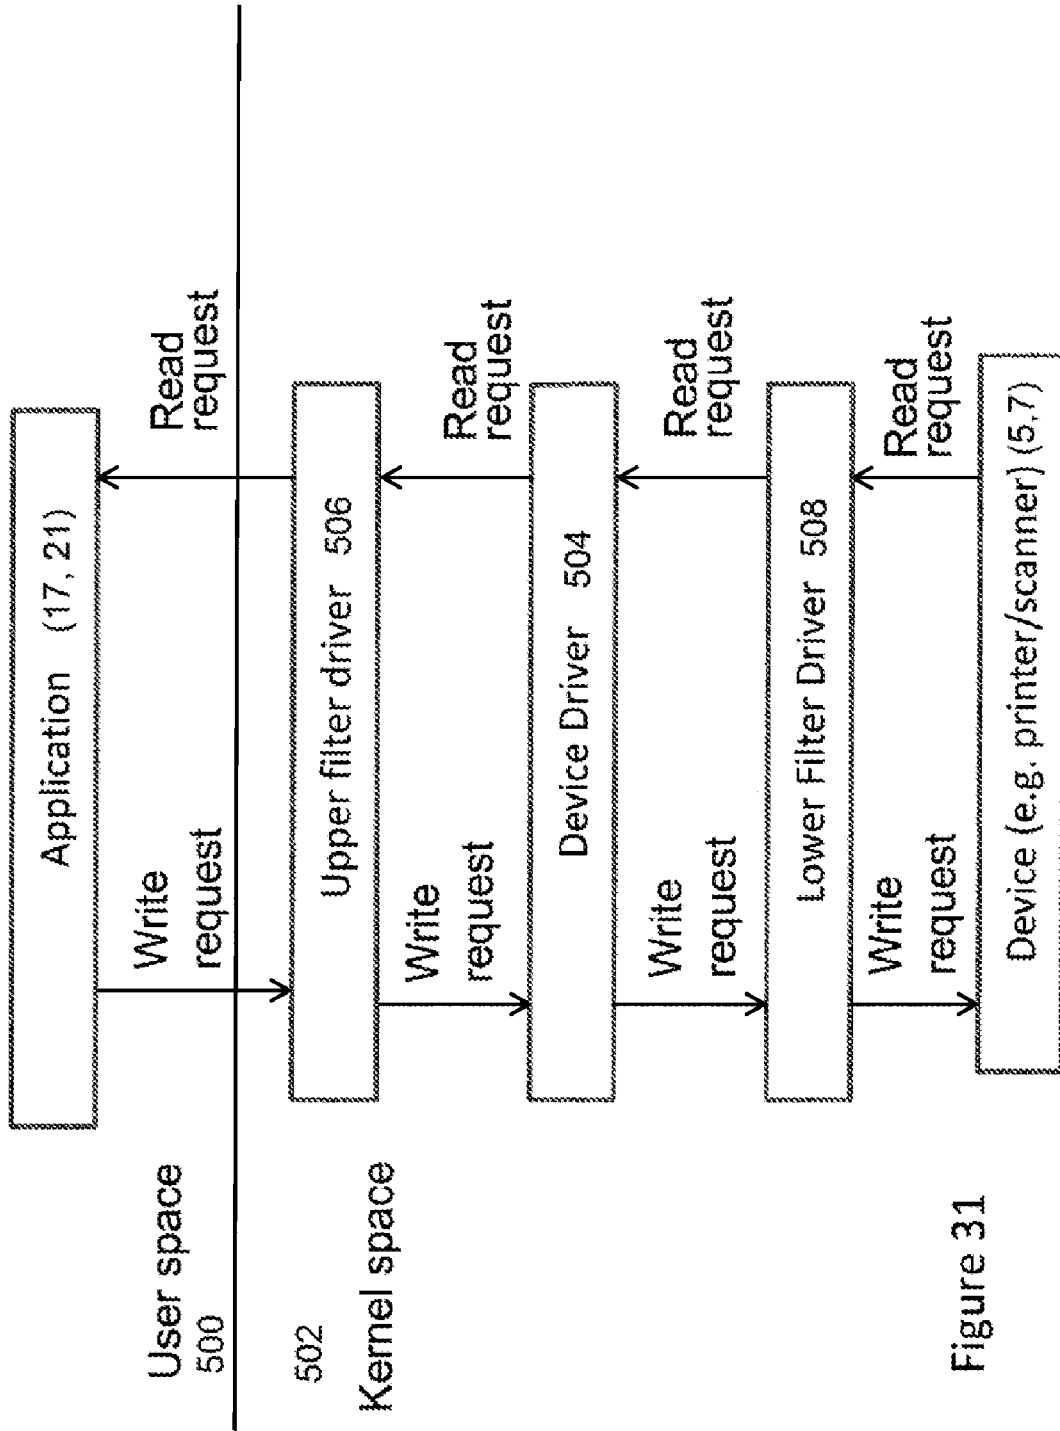 Application (17, 21)
Write
request
Read
request
User space
500
502
Kernel space
Upper filter driver 506
Write
request
Read
request
Device Driver 504
Write
request
Read
request
Lower Filter Driver 508
Write
request
Read
request
Device (e.g. printer/scanner) (5,7)
Figure 31